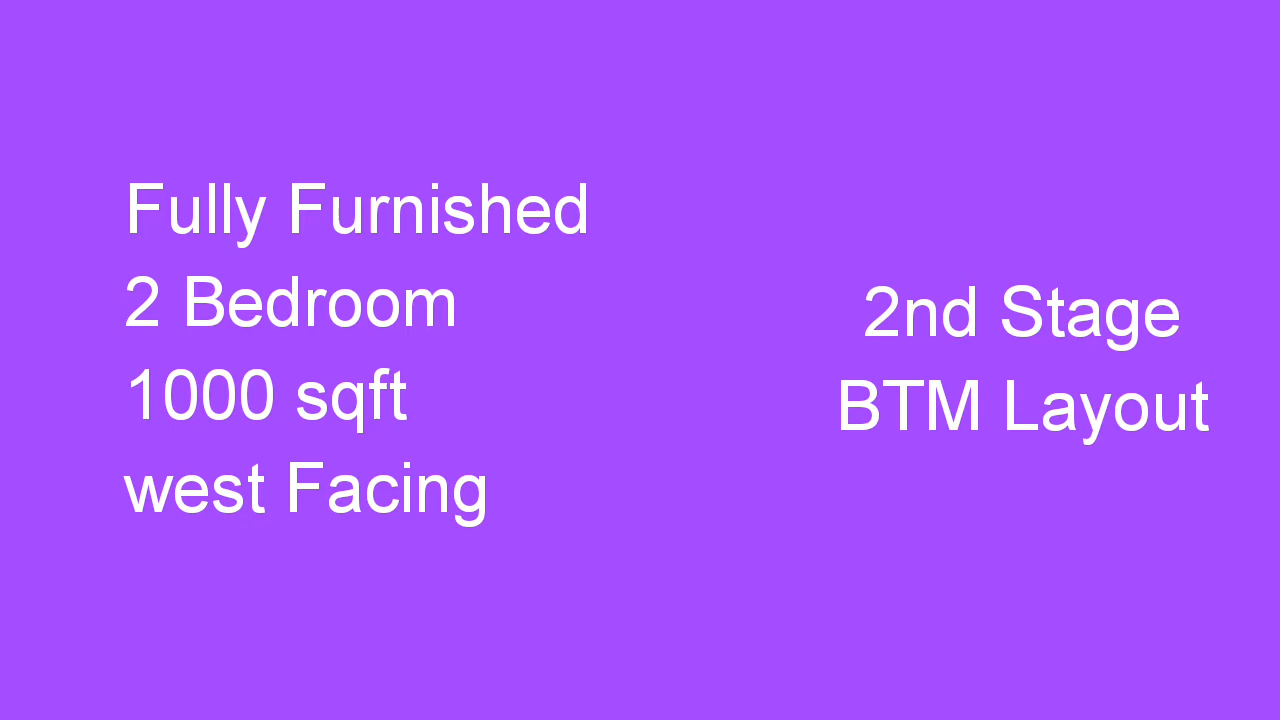 Fully Furnished
2 Bedroom
1000 sqft
west Facing
2nd Stage
BTM Layout